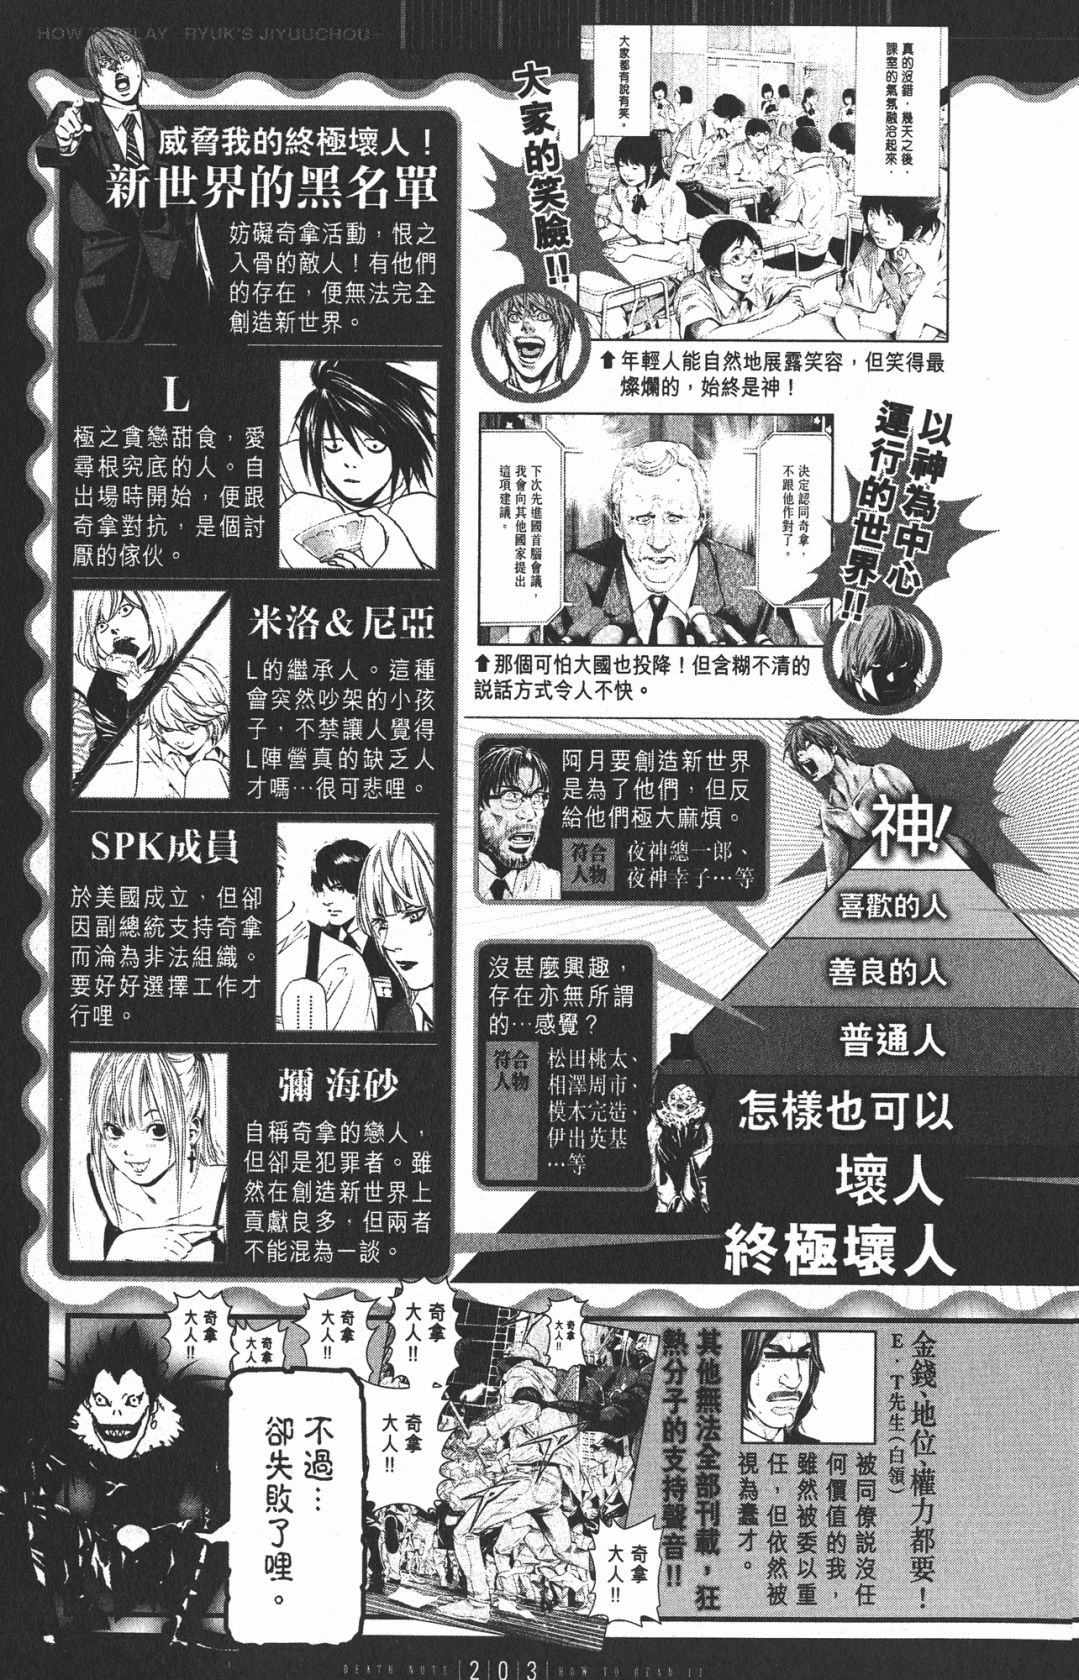 HOW TO PLAY - RYUK'S JIYUUCHOU -
真的沒錯，幾天之後，
課室的氣氛融洽起來，
大家都有說有笑。
大家的笑臉!!
⬆年輕人能自然地展露笑容，但笑得最
燦爛的，始終是神！
以神為中心
運行的世界!!
決定認同奇拿，
不跟他作對了。
下次先進國首腦會議，
我會向其他國家提出
這項建議。
⬆那個可怕大國也投降！但含糊不清的
説話方式令人不快。
威脅我的終極壞人！
新世界的黑名單
妨礙奇拿活動，恨之
入骨的敵人！有他們
的存在，便無法完全
創造新世界。
L
極之貪戀甜食，愛
尋根究底的人。自
出場時開始，便跟
奇拿對抗，是個討
厭的傢伙。
米洛＆尼亞
L的繼承人。這種
會突然吵架的小孩
子，不禁讓人覺得
L陣營真的缺乏人
才嗎…很可悲哩。
SPK成員
於美國成立，但卻
因副總統支持奇拿
而淪為非法組織。
要好好選擇工作才
行哩。
彌 海砂
自稱奇拿的戀人，
但卻是犯罪者。雖
然在創造新世界上
貢獻良多，但兩者
不能混為一談。
阿月要創造新世界
是為了他們，但反
給他們極大麻煩。
符合
人物
夜神總一郎、
夜神幸子…等
沒甚麼興趣，
存在亦無所謂
的…感覺？
符合
人物
松田桃太、
相澤周市、
模木完造、
伊出英基
…等
神!
喜歡的人
善良的人
普通人
怎樣也可以
壞人
終極壞人
金錢、地位、權力都要！
E．T先生（白領）
被同僚説沒任
何價值的我，
雖然被委以重
任，但依然被
視為蠢才。
其他無法全部刊載，狂
熱分子的支持聲音!!
奇拿
大人!!
奇拿
大人!!
奇拿
大人!!
奇拿
大人!!
奇拿
大人!!
奇拿
大人!!
奇拿
大人!!
奇拿
大人!!
不過…
卻失敗了哩。
DEATH NOTE 203 HOW TO READ 13